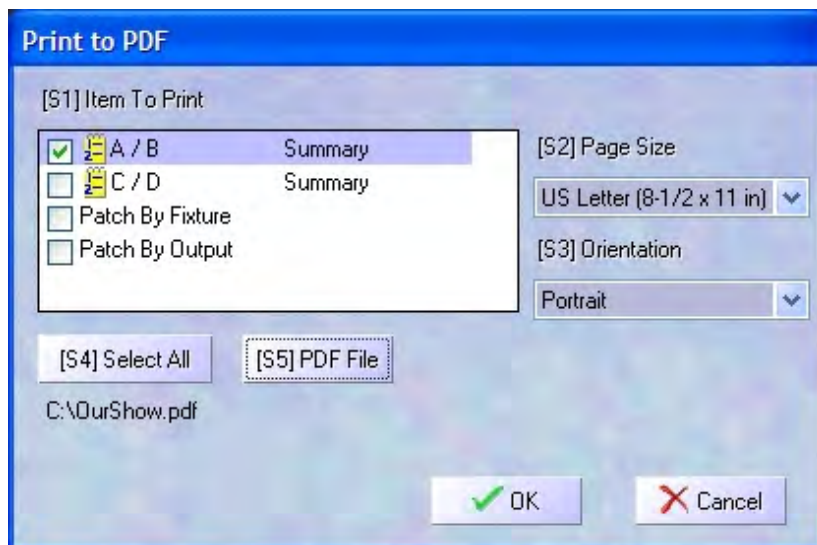 Print to PDF
[S1] Item To Print
A / B Summary
C / D Summary
Patch By Fixture
Patch By Output
[S2] Page Size
US Letter (8-1/2 x 11 in)
[S3] Orientation
Portrait
[S4] Select All
[S5] PDF File
C:\OurShow.pdf
OK
Cancel